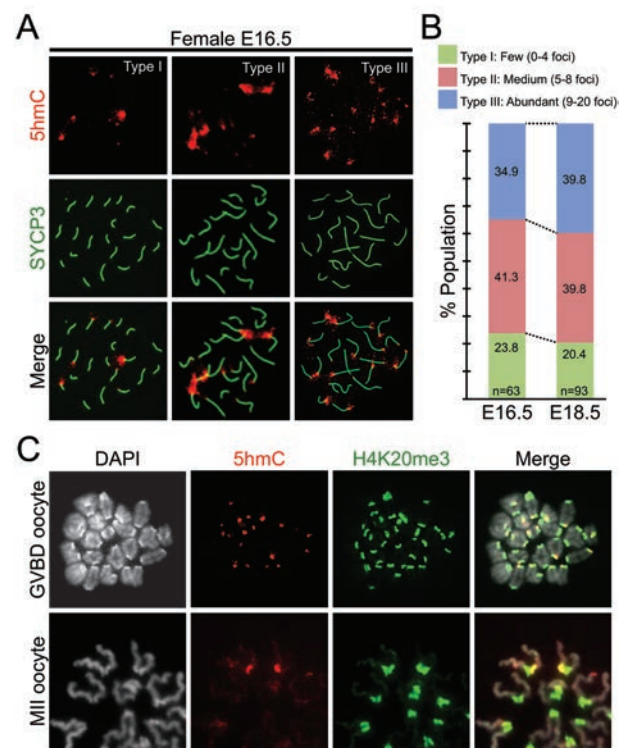 A
Female E16.5
Type I
Type II
Type III
5hmC
SYCP3
Merge
B
Type I: Few (0-4 foci)
Type II: Medium (5-8 foci)
Type III: Abundant (9-20 foci)
% Population
34.9
39.8
41.3
39.8
23.8
20.4
n=63
n=93
E16.5
E18.5
C
DAPI
5hmC
H4K20me3
Merge
GVBD oocyte
MII oocyte